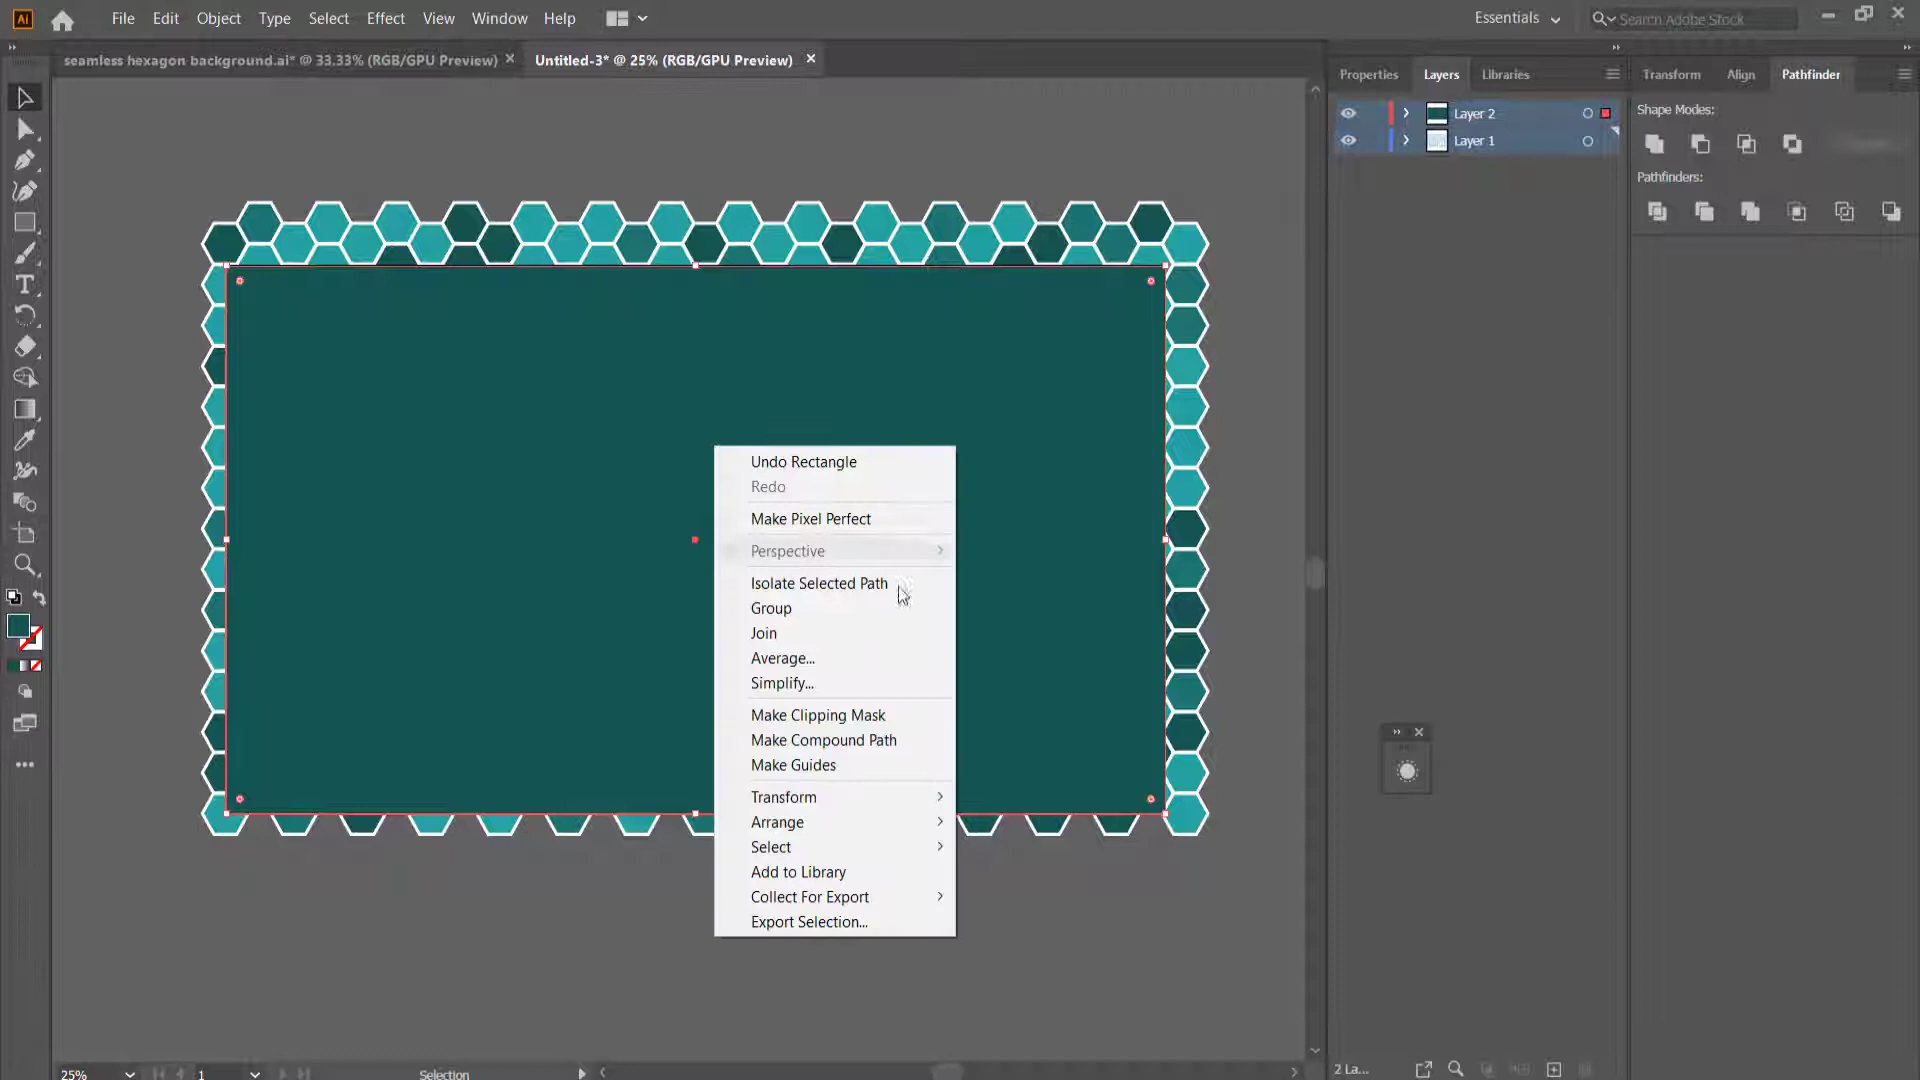 Ai File Edit Object Type Select Effect View Window Help Essentials Search Adobe Stock
seamless hexagon background.ai* @ 33.33% (RGB/GPU Preview) Untitled-3* @ 25% (RGB/GPU Preview)
Properties Layers Libraries Transform Align Pathfinder
Layer 2
Layer 1
Shape Modes:
Pathfinders:
Undo Rectangle
Redo
Make Pixel Perfect
Perspective
Isolate Selected Path
Group
Join
Average...
Simplify...
Make Clipping Mask
Make Compound Path
Make Guides
Transform
Arrange
Select
Add to Library
Collect For Export
Export Selection...
25% 1 Selection 2 La...